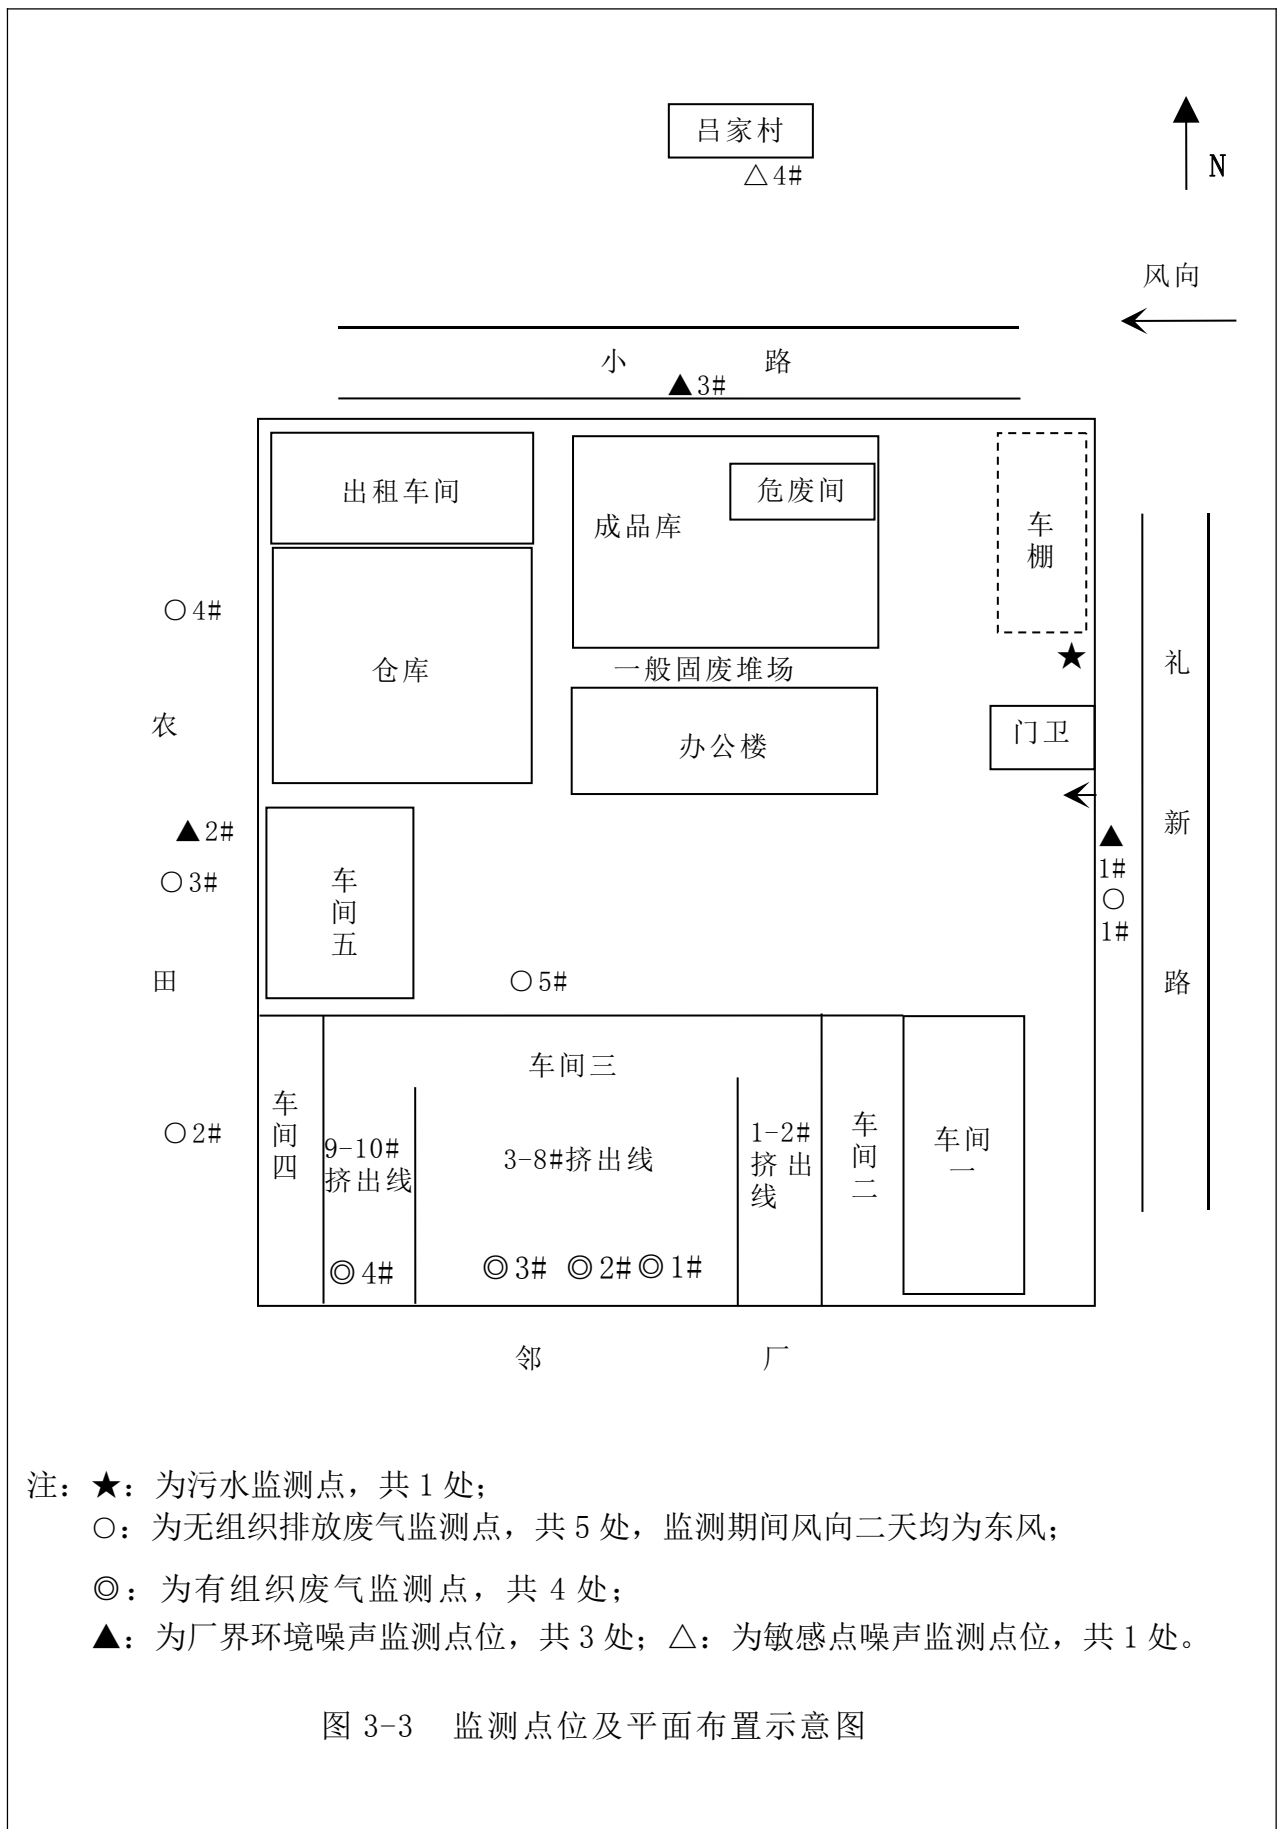 吕家村
△4#
N
风向
小 路
▲3#
出租车间
成品库
危废间
车棚
○4#
仓库
★
一般固废堆场
礼新路
农田
办公楼
门卫
▲2#
▲1#
○1#
○3#
车间五
○5#
车间三
○2#
车间四
9-10#
挤出线
3-8#挤出线
1-2#
挤出
线
车间二
车间一
◎4#
◎3# ◎2#◎1#
邻 厂
注：★：为污水监测点，共 1 处；
○：为无组织排放废气监测点，共 5 处，监测期间风向二天均为东风；
◎：为有组织废气监测点，共 4 处；
▲：为厂界环境噪声监测点位，共 3 处；△：为敏感点噪声监测点位，共 1 处。
图 3-3 监测点位及平面布置示意图